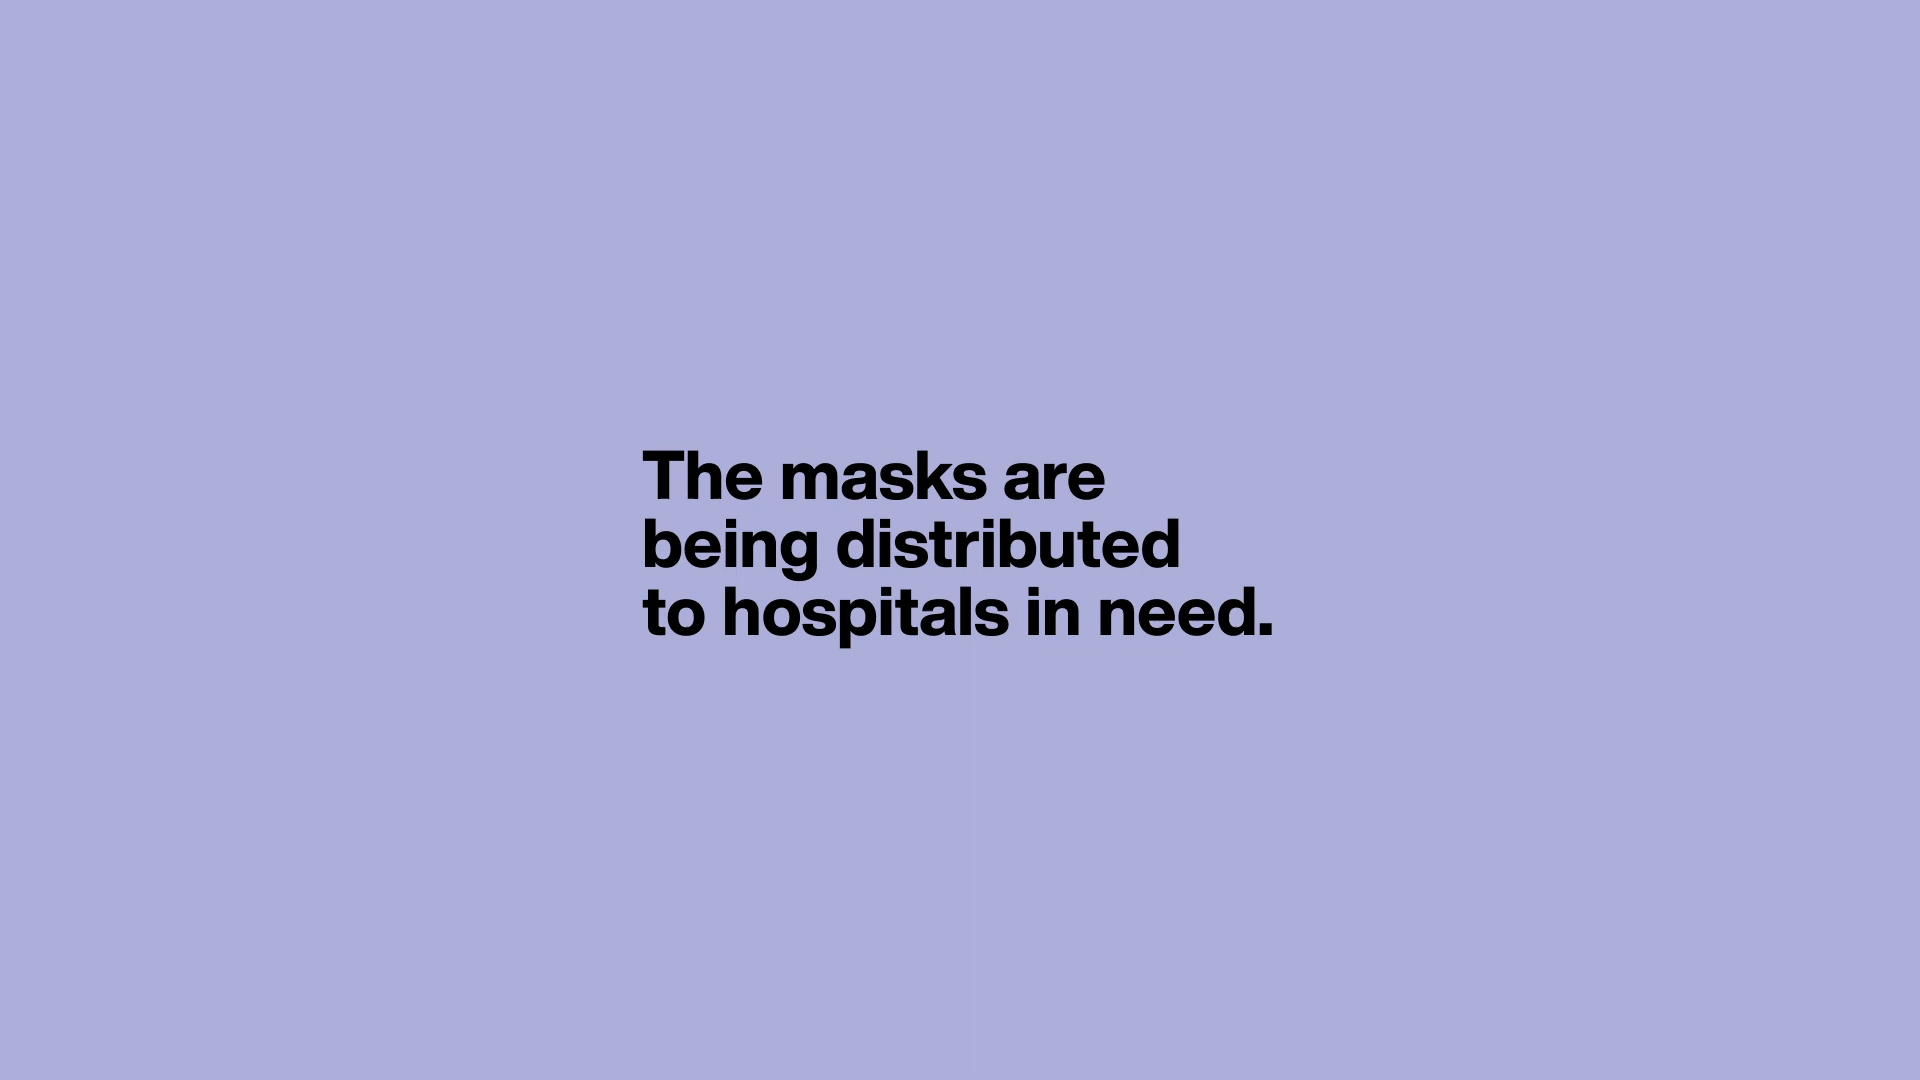 The masks are
being distributed
to hospitals in need.